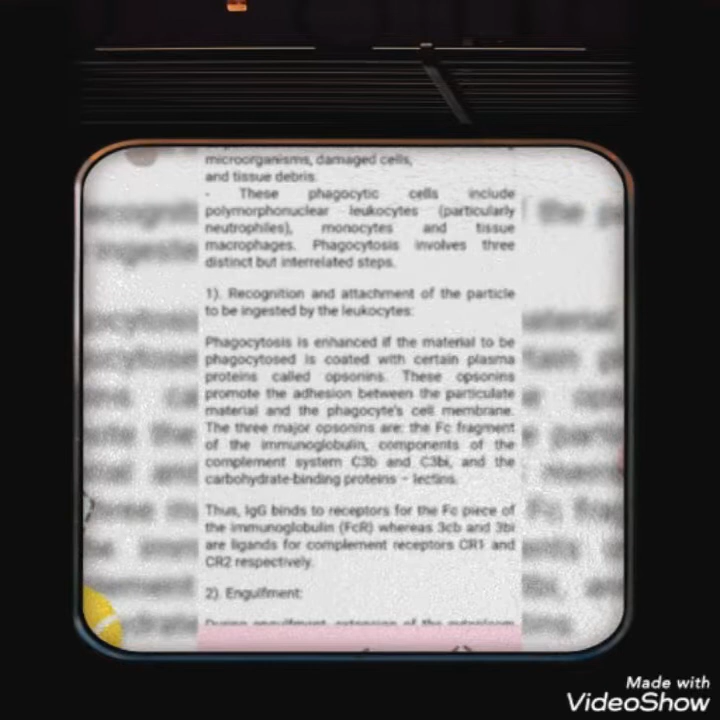 microorganisms, damaged cells,
and tissue debris.
- These phagocytic cells include
polymorphonuclear leukocytes (particularly
neutrophiles), monocytes and tissue
macrophages. Phagocytosis involves three
distinct but interrelated steps.
1). Recognition and attachment of the particle
to be ingested by the leukocytes:
Phagocytosis is enhanced if the material to be
phagocytosed is coated with certain plasma
proteins called opsonins. These opsonins
promote the adhesion between the particulate
material and the phagocyte's cell membrane.
The three major opsonins are: the Fc fragment
of the immunoglobulin, components of the
complement system C3b and C3bi, and the
carbohydrate-binding proteins – lectins.
Thus, IgG binds to receptors for the Fc piece of
the immunoglobulin (FcR) whereas 3cb and 3bi
are ligands for complement receptors CR1 and
CR2 respectively.
2). Engulfment:
During engulfment, extension of the cytoplasm
Made with
VideoShow